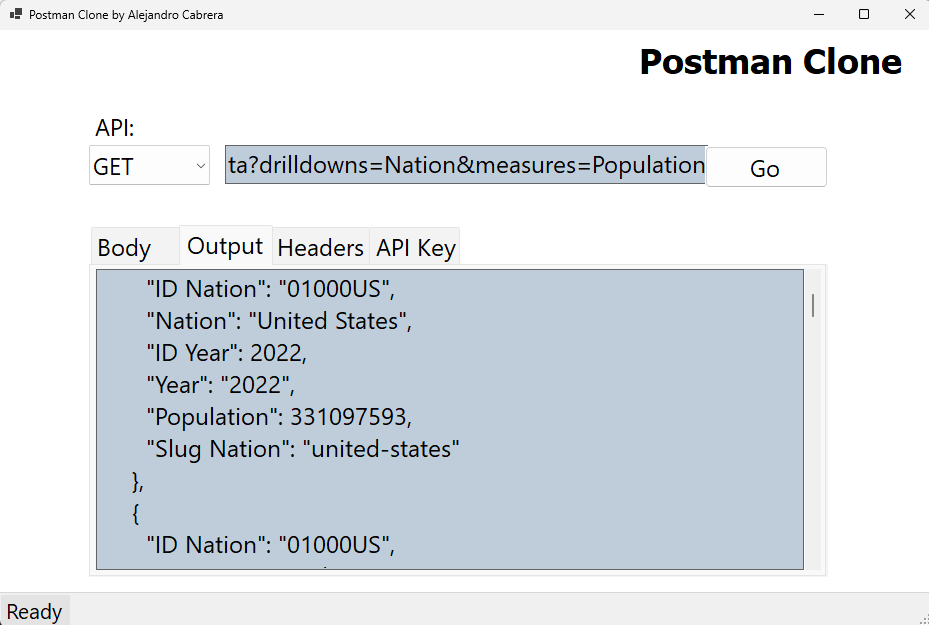 Postman Clone by Alejandro Cabrera
Postman Clone
API:
GET
ta?drilldowns=Nation&measures=Population
Go
Body
Output
Headers
API Key
"ID Nation": "01000US",
"Nation": "United States",
"ID Year": 2022,
"Year": "2022",
"Population": 331097593,
"Slug Nation": "united-states"
},
{
"ID Nation": "01000US",
Ready